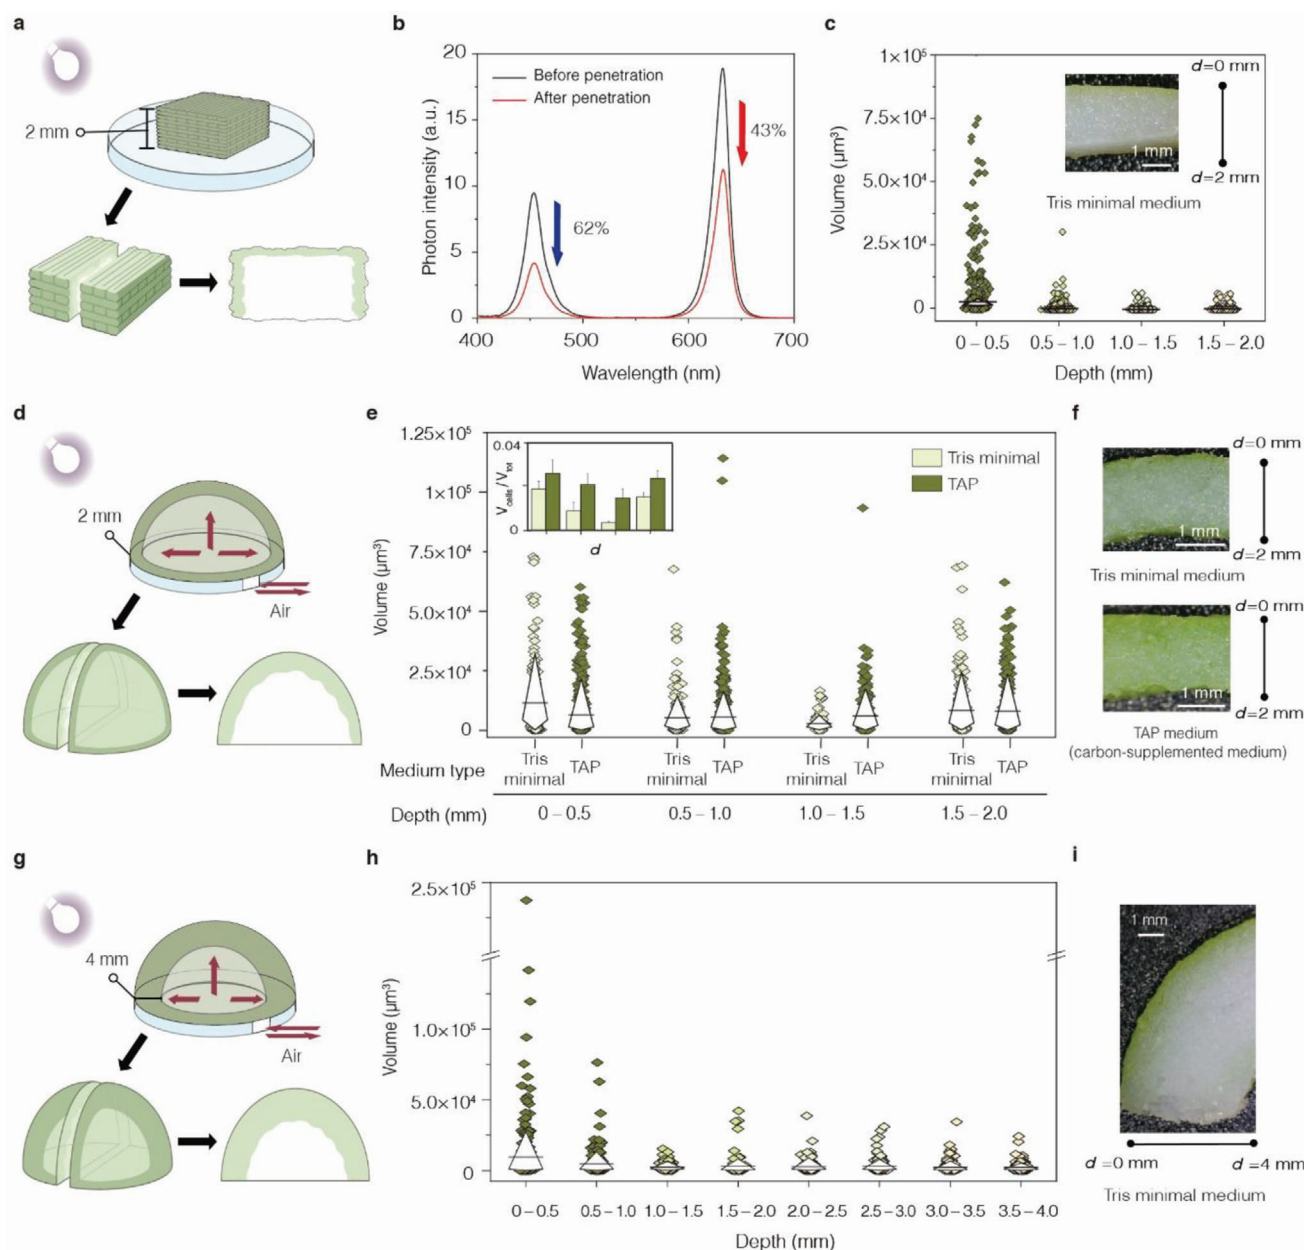 a
2 mm
b
20
15
10
5
0
Photon intensity (a.u.)
Before penetration
After penetration
62%
43%
400
500
600
700
Wavelength (nm)
c
1×10⁵
7.5×10⁴
5.0×10⁴
2.5×10⁴
0
Volume (µm³)
d=0 mm
1 mm
d=2 mm
Tris minimal medium
0 – 0.5
0.5 – 1.0
1.0 – 1.5
1.5 – 2.0
Depth (mm)
d
2 mm
Air
e
1.25×10⁵
1×10⁵
7.5×10⁴
5.0×10⁴
2.5×10⁴
0
Volume (µm³)
0.04
0
V_cells/V_tot
d
Tris minimal
TAP
Medium type
Tris minimal
TAP
Tris minimal
TAP
Tris minimal
TAP
Tris minimal
TAP
Depth (mm)
0 – 0.5
0.5 – 1.0
1.0 – 1.5
1.5 – 2.0
f
d=0 mm
1 mm
d=2 mm
Tris minimal medium
d=0 mm
1 mm
d=2 mm
TAP medium
(carbon-supplemented medium)
g
4 mm
Air
h
2.5×10⁵
1.0×10⁵
5.0×10⁴
0
Volume (µm³)
0 – 0.5
0.5 – 1.0
1.0 – 1.5
1.5 – 2.0
2.0 – 2.5
2.5 – 3.0
3.0 – 3.5
3.5 – 4.0
Depth (mm)
i
1 mm
d=0 mm
d=4 mm
Tris minimal medium